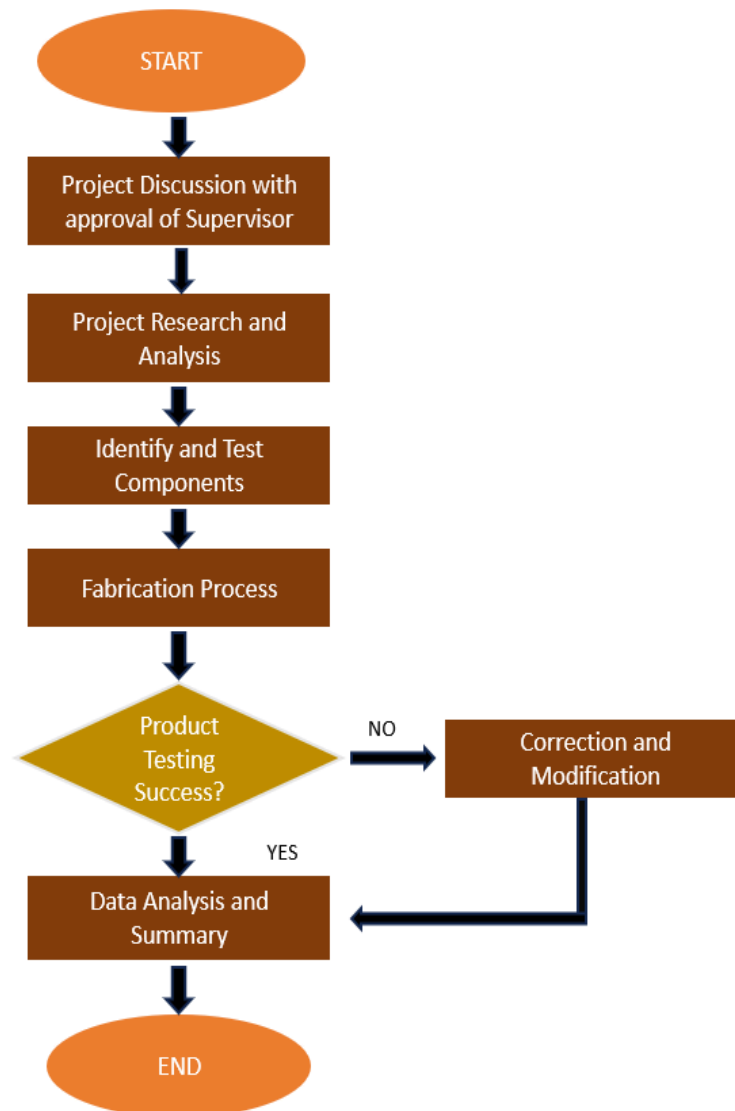 START
Project Discussion with
approval of Supervisor
Project Research and
Analysis
Identify and Test
Components
Fabrication Process
Product
Testing
Success?
NO
Correction and
Modification
YES
Data Analysis and
Summary
END